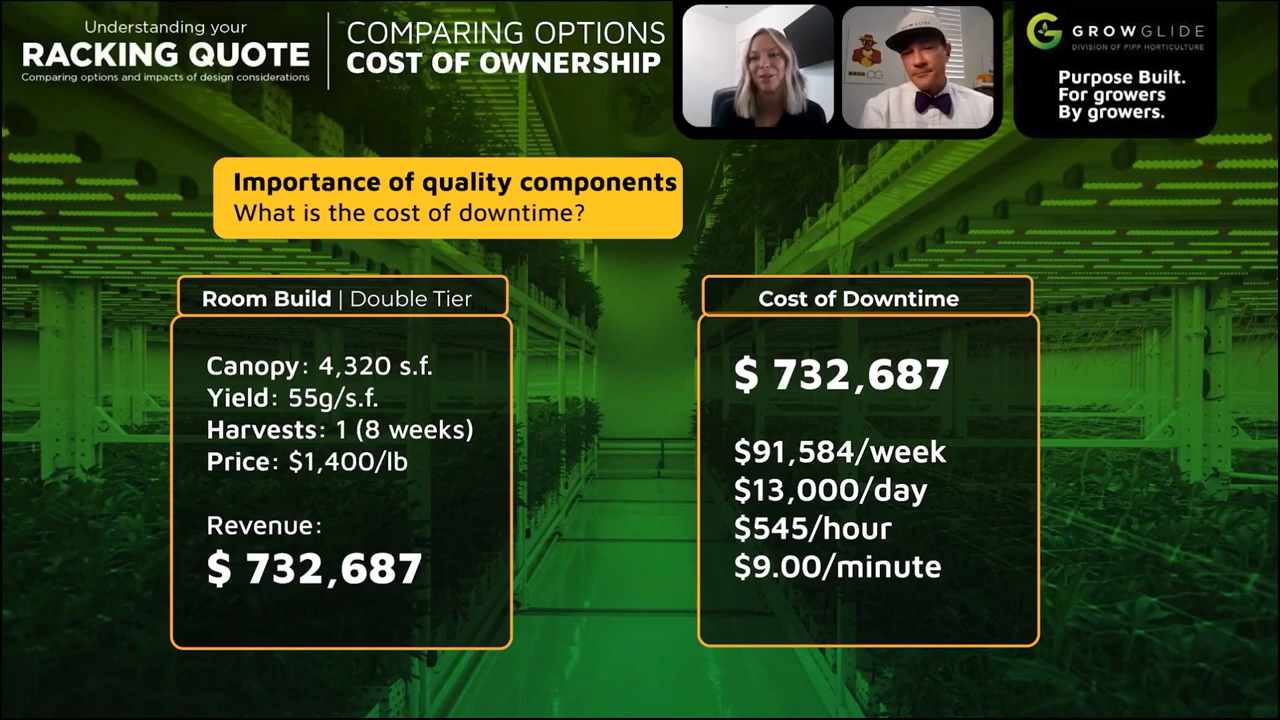 Understanding your
RACKING QUOTE
Comparing options and impacts of design considerations
COMPARING OPTIONS
COST OF OWNERSHIP
GROWGLIDE
DIVISION OF PIPP HORTICULTURE
Purpose Built.
For growers
By growers.
Importance of quality components
What is the cost of downtime?
Room Build | Double Tier
Canopy: 4,320 s.f.
Yield: 55g/s.f.
Harvests: 1 (8 weeks)
Price: $1,400/lb
Revenue:
$ 732,687
Cost of Downtime
$ 732,687
$91,584/week
$13,000/day
$545/hour
$9.00/minute